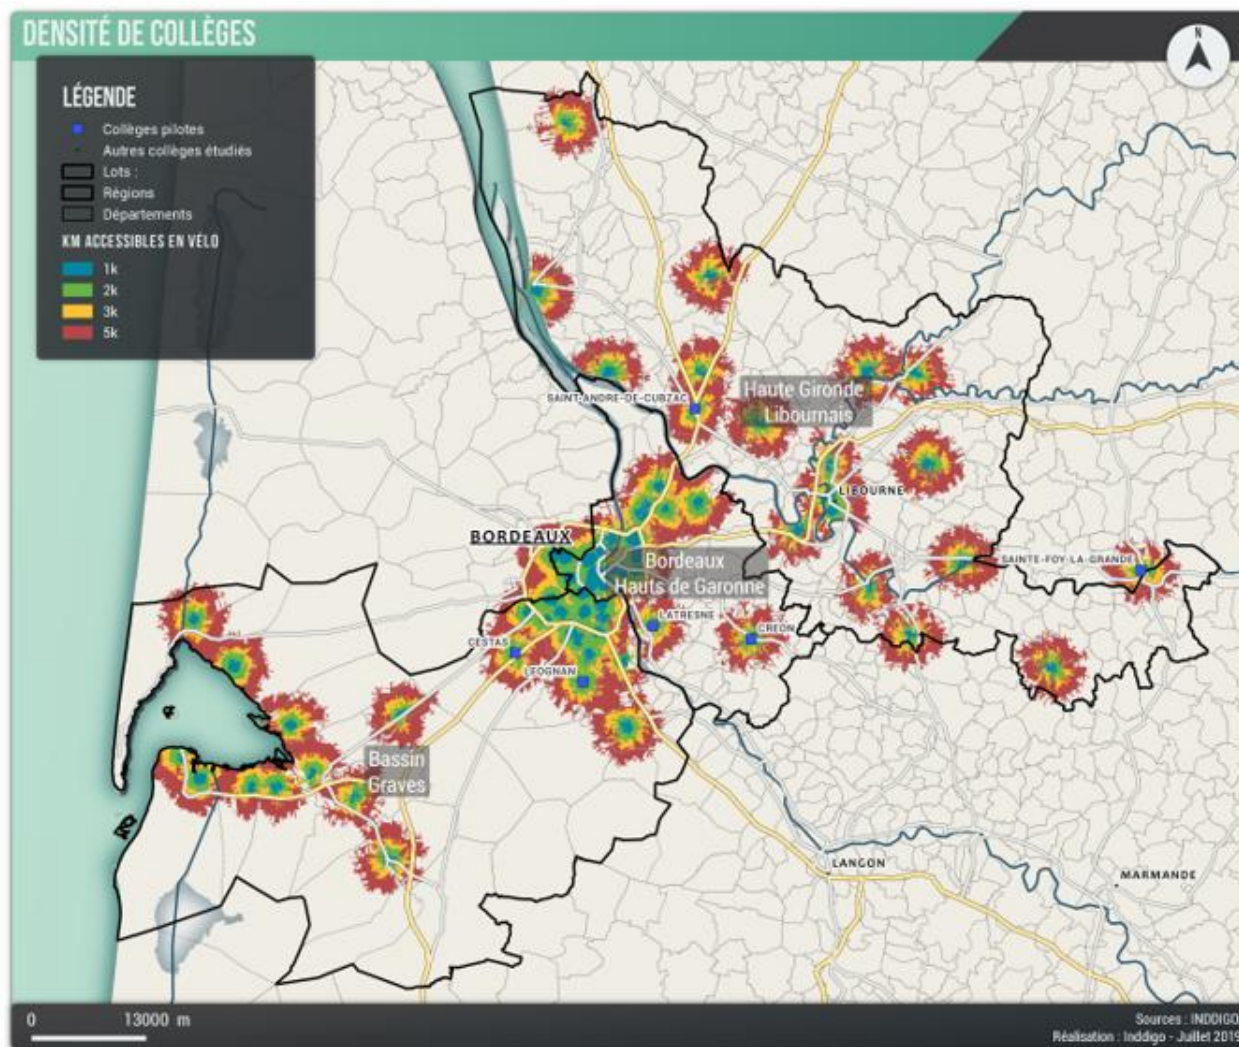 DENSITÉ DE COLLÈGES
N
LÉGENDE
Collèges pilotes
Autres collèges étudiés
Lots :
Régions
Départements
KM ACCESSIBLES EN VÉLO
1k
2k
3k
5k
SAINT-ANDRE-DE-CUBZAC
Haute Gironde
Libournais
LIBOURNE
BORDEAUX
Bordeaux
Hauts de Garonne
SAINTE-FOY-LA-GRANDE
LATRESNE
CREON
CESTAS
LEOGNAN
Bassin
Graves
LANGON
MARMANDE
0 13000 m
Sources : INDDIGO
Réalisation : Inddigo - Juillet 2019